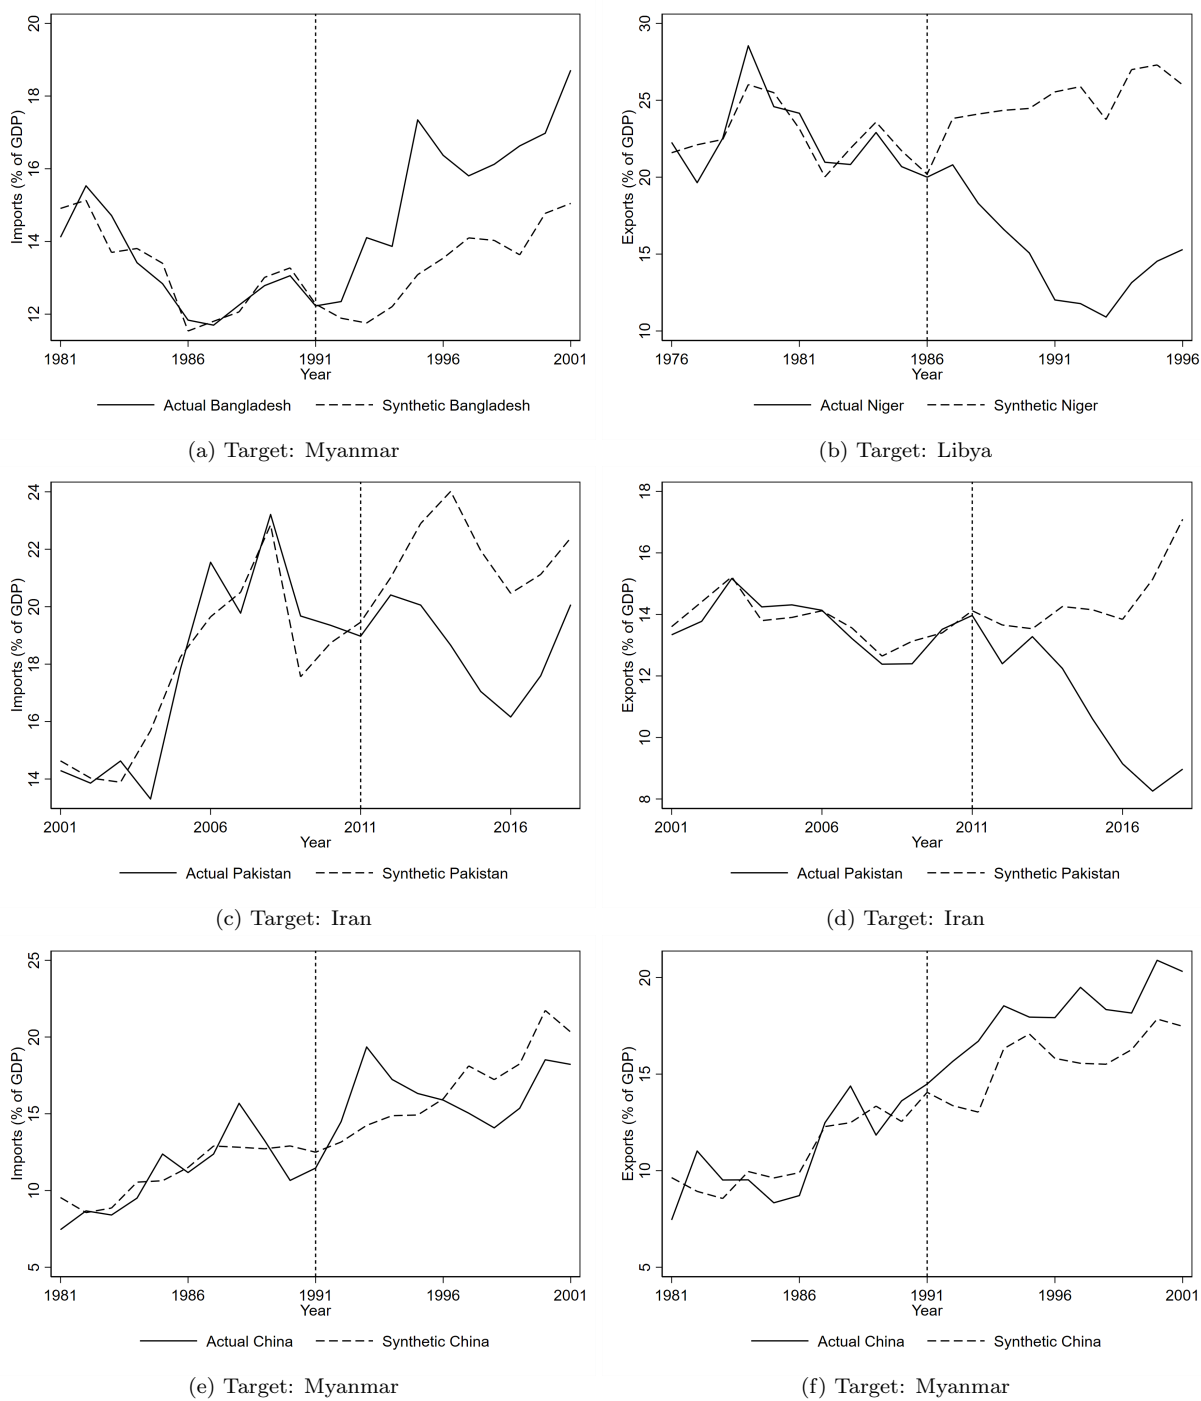 Imports (% of GDP)
20
18
16
14
12
1981 1986 1991 1996 2001
Year
Actual Bangladesh Synthetic Bangladesh
(a) Target: Myanmar
Exports (% of GDP)
30
25
20
15
10
1976 1981 1986 1991 1996
Year
Actual Niger Synthetic Niger
(b) Target: Libya
Imports (% of GDP)
24
22
20
18
16
14
2001 2006 2011 2016
Year
Actual Pakistan Synthetic Pakistan
(c) Target: Iran
Exports (% of GDP)
18
16
14
12
10
8
2001 2006 2011 2016
Year
Actual Pakistan Synthetic Pakistan
(d) Target: Iran
Imports (% of GDP)
25
20
15
10
5
1981 1986 1991 1996 2001
Year
Actual China Synthetic China
(e) Target: Myanmar
Exports (% of GDP)
20
15
10
5
1981 1986 1991 1996 2001
Year
Actual China Synthetic China
(f) Target: Myanmar